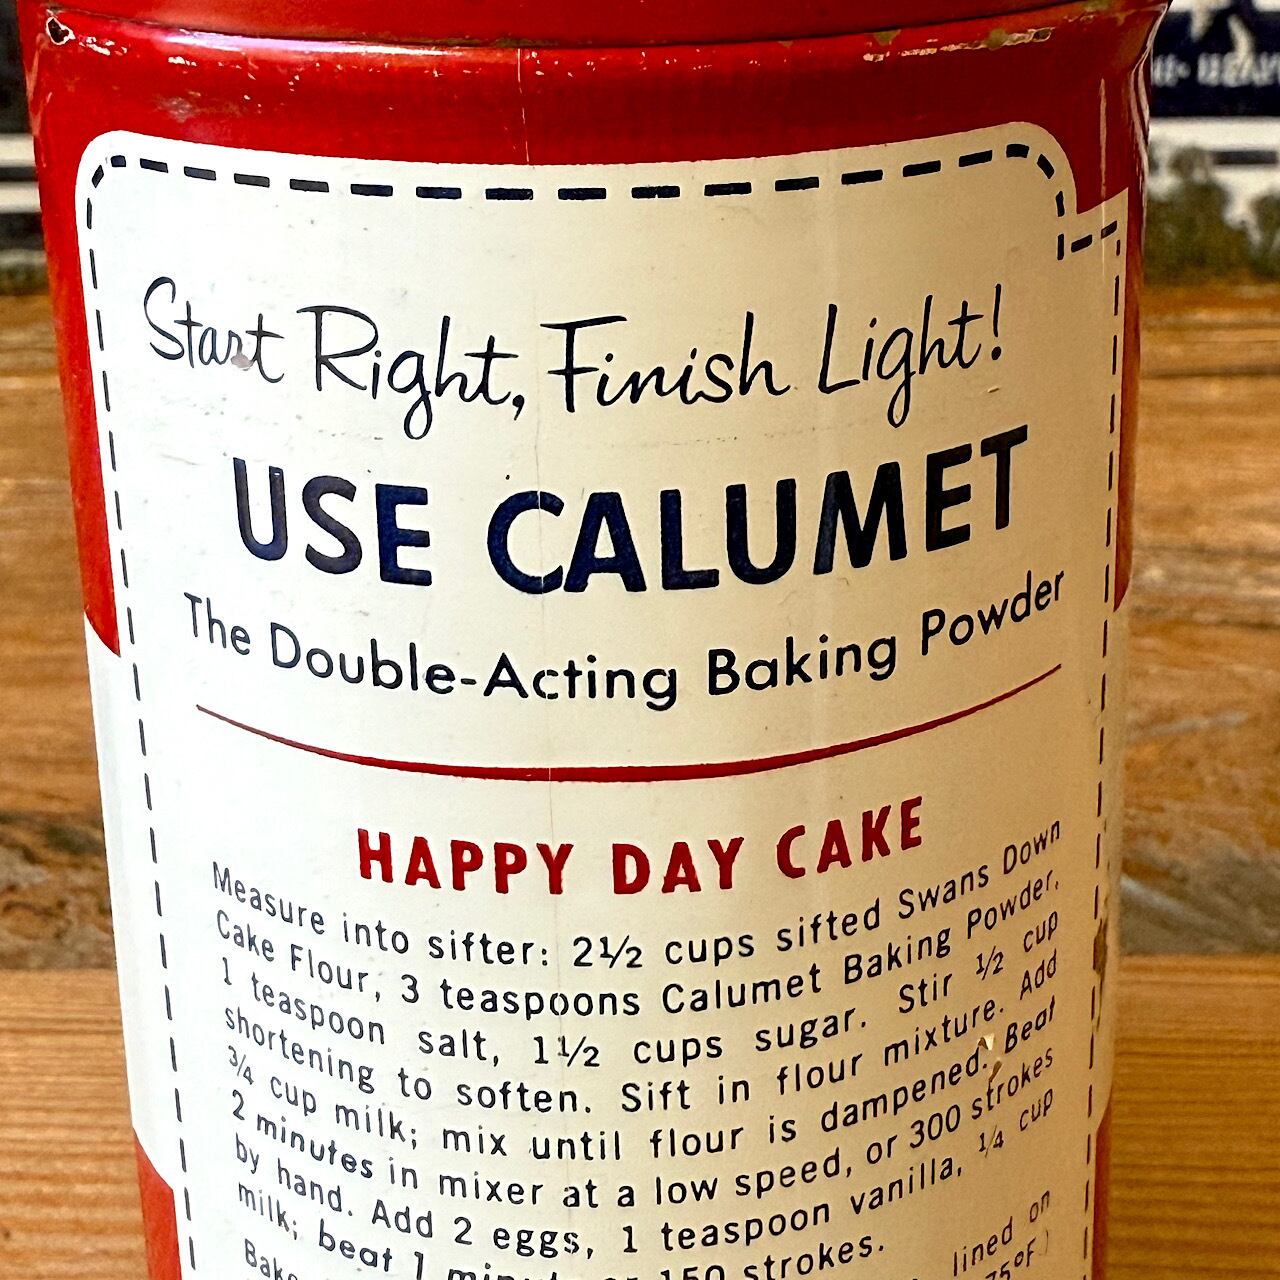 Start Right, Finish Light!
USE CALUMET
The Double-Acting Baking Powder
HAPPY DAY CAKE
Measure into sifter: 2½ cups sifted Swans Down
Cake Flour, 3 teaspoons Calumet Baking Powder,
1 teaspoon salt, 1½ cups sugar. Stir ½ cup
shortening to soften. Sift in flour mixture. Add
¾ cup milk; mix until flour is dampened. Beat
2 minutes in mixer at a low speed, or 300 strokes
by hand. Add 2 eggs, 1 teaspoon vanilla, ¼ cup
milk; beat 1 minute or 150 strokes.
lined on